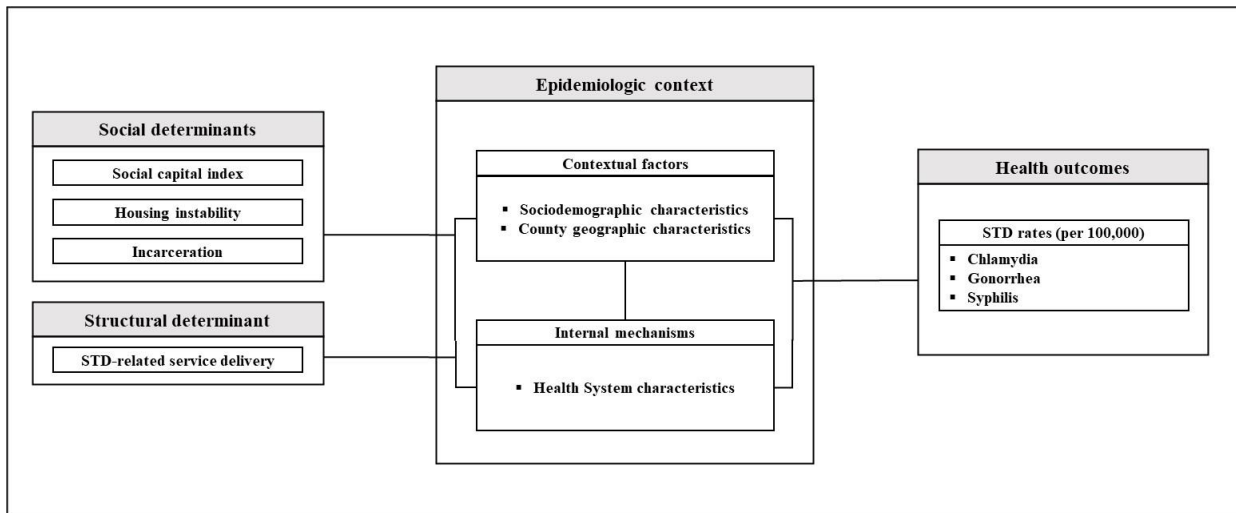 Social determinants
Social capital index
Housing instability
Incarceration
Structural determinant
STD-related service delivery
Epidemiologic context
Contextual factors
▪ Sociodemographic characteristics
▪ County geographic characteristics
Internal mechanisms
▪ Health System characteristics
Health outcomes
STD rates (per 100,000)
▪ Chlamydia
▪ Gonorrhea
▪ Syphilis